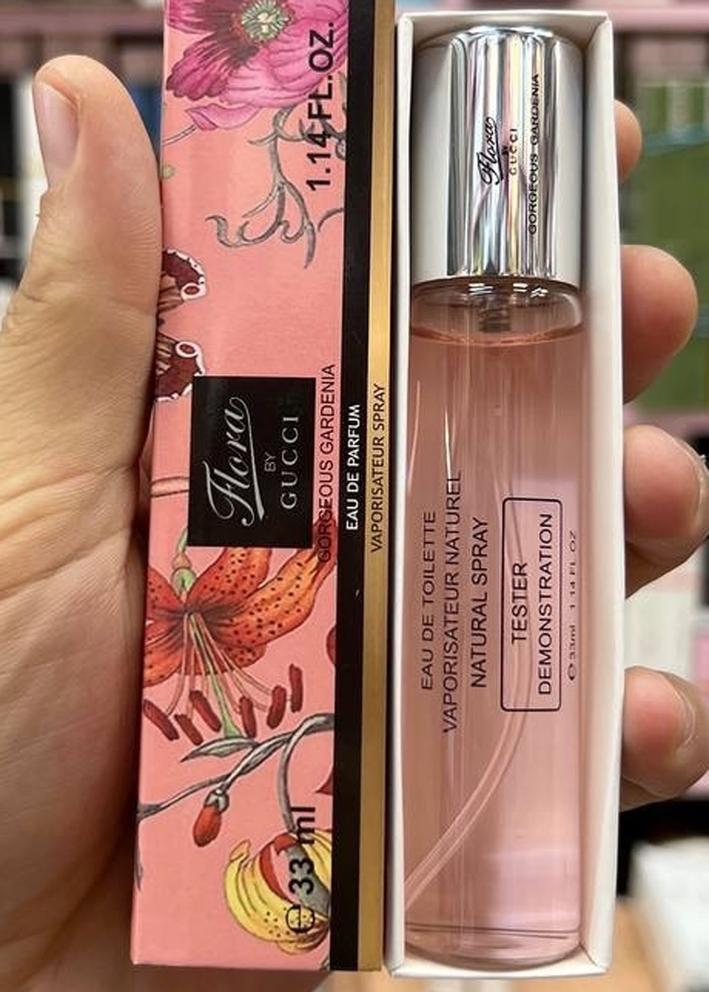 1.14 FL.OZ.
Flora
BY
GUCCI
GORGEOUS GARDENIA
EAU DE PARFUM
VAPORISATEUR SPRAY
℮ 33 ml
Flora
BY
GUCCI
GORGEOUS GARDENIA
EAU DE TOILETTE
VAPORISATEUR NATUREL
NATURAL SPRAY
TESTER
DEMONSTRATION
℮ 33ml 1.14 FL OZ